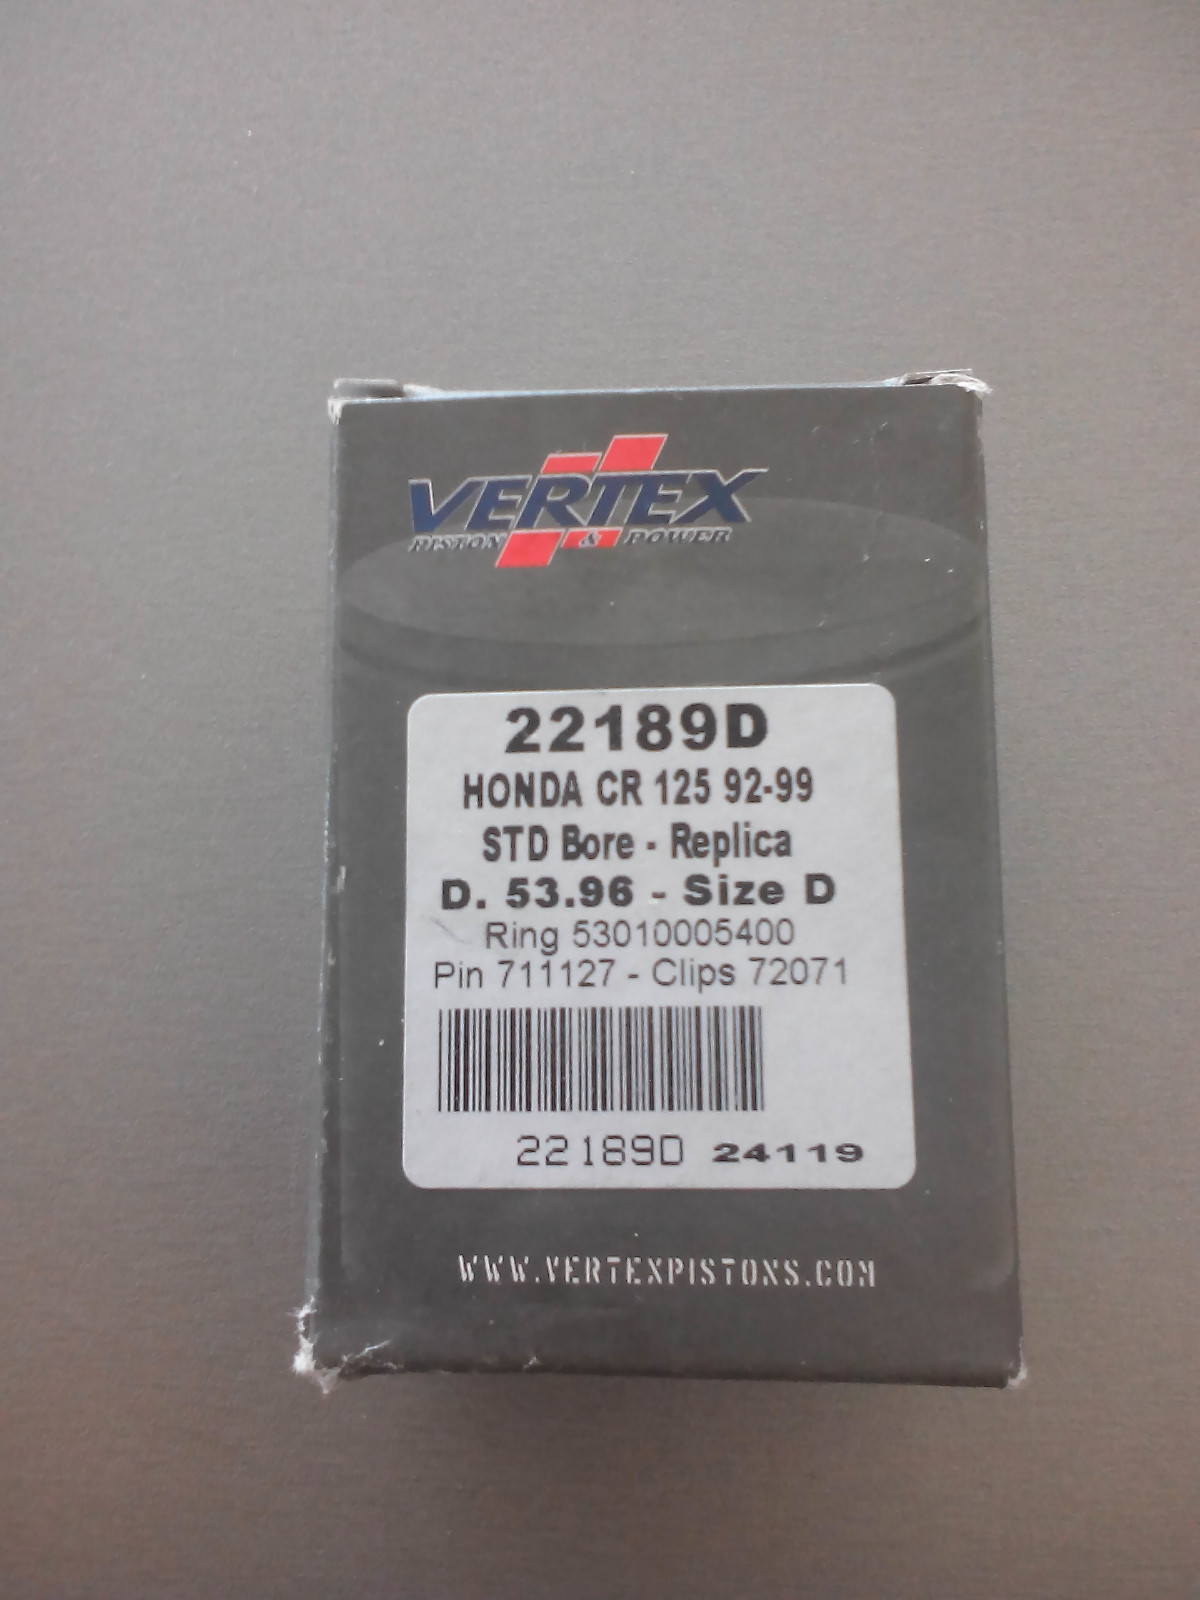 VERTEX
PISTON & POWER
22189D
HONDA CR 125 92-99
STD Bore - Replica
D. 53.96 - Size D
Ring 53010005400
Pin 711127 - Clips 72071
22189D 24119
WWW.VERTEXPISTONS.COM